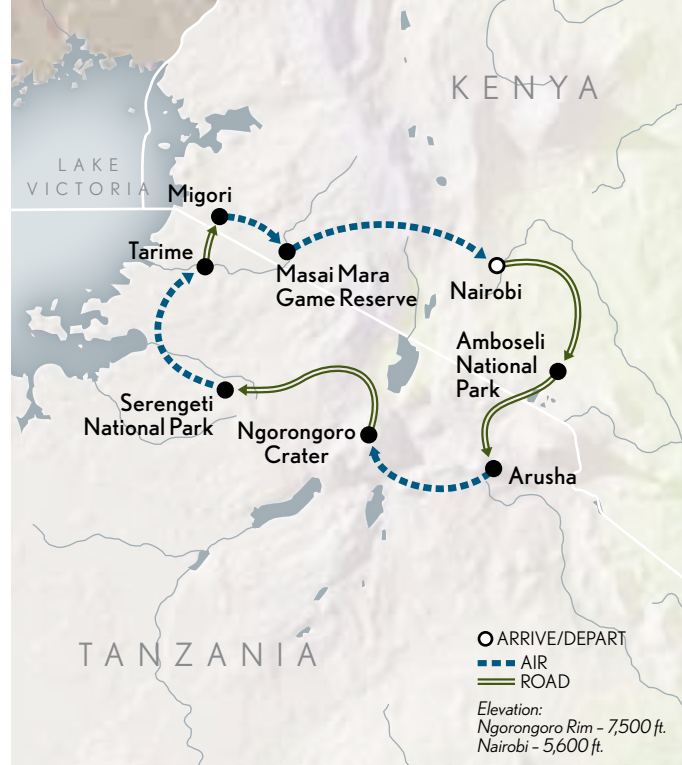 KENYA
LAKE
VICTORIA
Migori
Tarime
Masai Mara
Game Reserve
Nairobi
Amboseli
National
Park
Serengeti
National Park
Ngorongoro
Crater
Arusha
TANZANIA
ARRIVE/DEPART
AIR
ROAD
Elevation:
Ngorongoro Rim – 7,500 ft.
Nairobi – 5,600 ft.